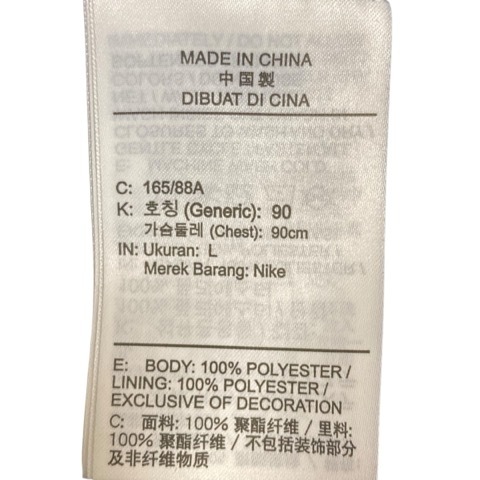 MADE IN CHINA
中国製
DIBUAT DI CINA
C: 165/88A
K: 호칭 (Generic): 90
가슴둘레 (Chest): 90cm
IN: Ukuran: L
Merek Barang: Nike
E: BODY: 100% POLYESTER /
LINING: 100% POLYESTER /
EXCLUSIVE OF DECORATION
C: 面料: 100% 聚酯纤维 / 里料:
100% 聚酯纤维 / 不包括装饰部分
及非纤维物质